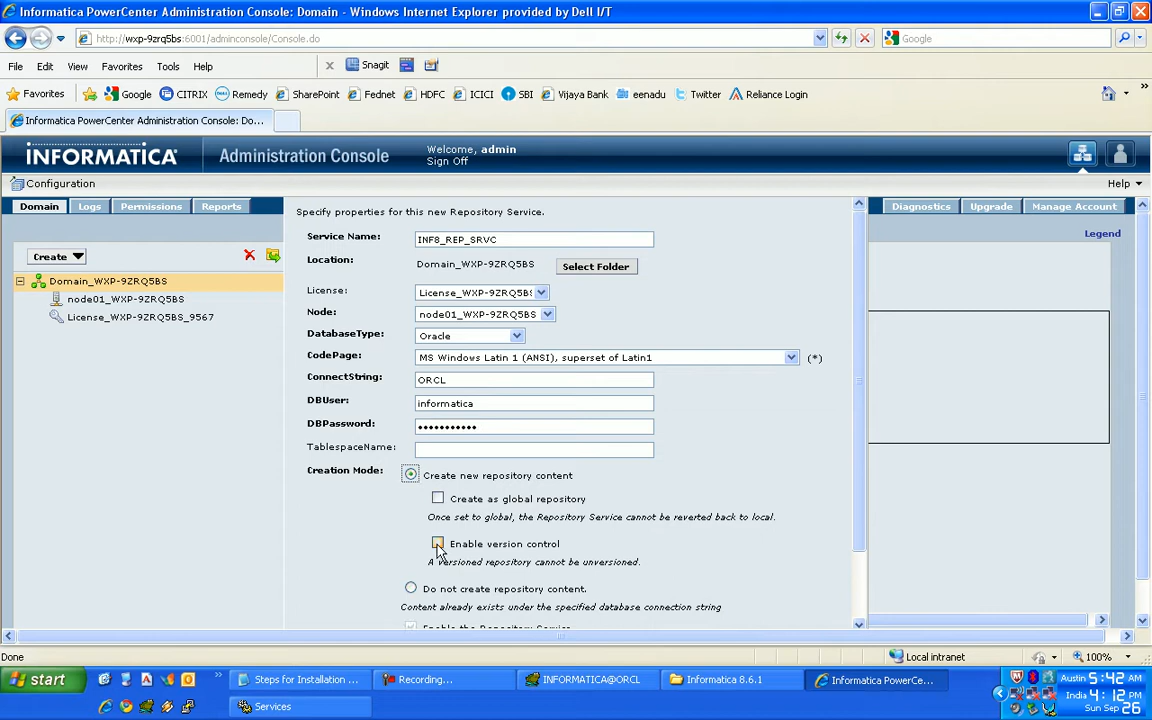 Informatica PowerCenter Administration Console: Domain - Windows Internet Explorer provided by Dell I/T
http://wxp-9zrq5bs:6001/adminconsole/Console.do
Google
File Edit View Favorites Tools Help
Snagit
Favorites Google CITRIX Remedy SharePoint Fednet HDFC ICICI SBI Vijaya Bank eenadu Twitter Reliance Login
Informatica PowerCenter Administration Console: Do...
INFORMATICA Administration Console
Welcome, admin
Sign Off
Configuration
Help
Domain Logs Permissions Reports
Diagnostics Upgrade Manage Account
Legend
Create
Domain_WXP-9ZRQ5BS
node01_WXP-9ZRQ5BS
License_WXP-9ZRQ5BS_9567
Specify properties for this new Repository Service.
Service Name: INF8_REP_SRVC
Location: Domain_WXP-9ZRQ5BS Select Folder
License: License_WXP-9ZRQ5BS
Node: node01_WXP-9ZRQ5BS
DatabaseType: Oracle
CodePage: MS Windows Latin 1 (ANSI), superset of Latin1 (*)
ConnectString: ORCL
DBUser: informatica
DBPassword: •••••••••••
TablespaceName:
Creation Mode: Create new repository content
Create as global repository
Once set to global, the Repository Service cannot be reverted back to local.
Enable version control
A versioned repository cannot be unversioned.
Do not create repository content.
Content already exists under the specified database connection string
Enable the Repository Service
Done
Local intranet
100%
start
Steps for Installation ...
Recording...
INFORMATICA@ORCL
Informatica 8.6.1
Informatica PowerCe...
Services
Austin 5:42 AM
India 4:12 PM
Sun Sep 26